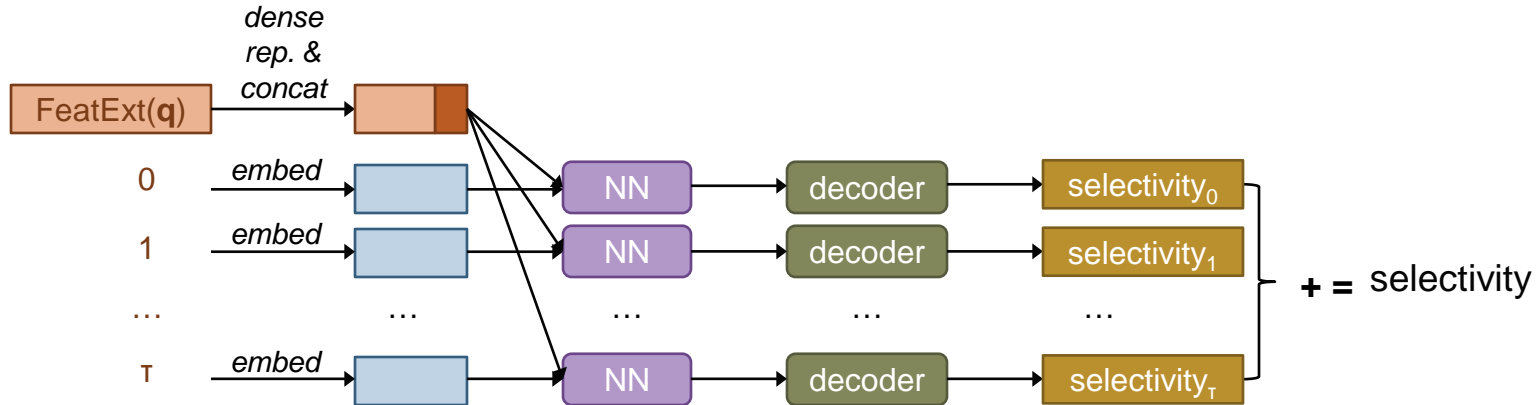 dense
rep. &
concat
FeatExt(q)
0 embed NN decoder selectivity₀
1 embed NN decoder selectivity₁
+ = selectivity
... ... ... ... ...
τ embed NN decoder selectivityτ